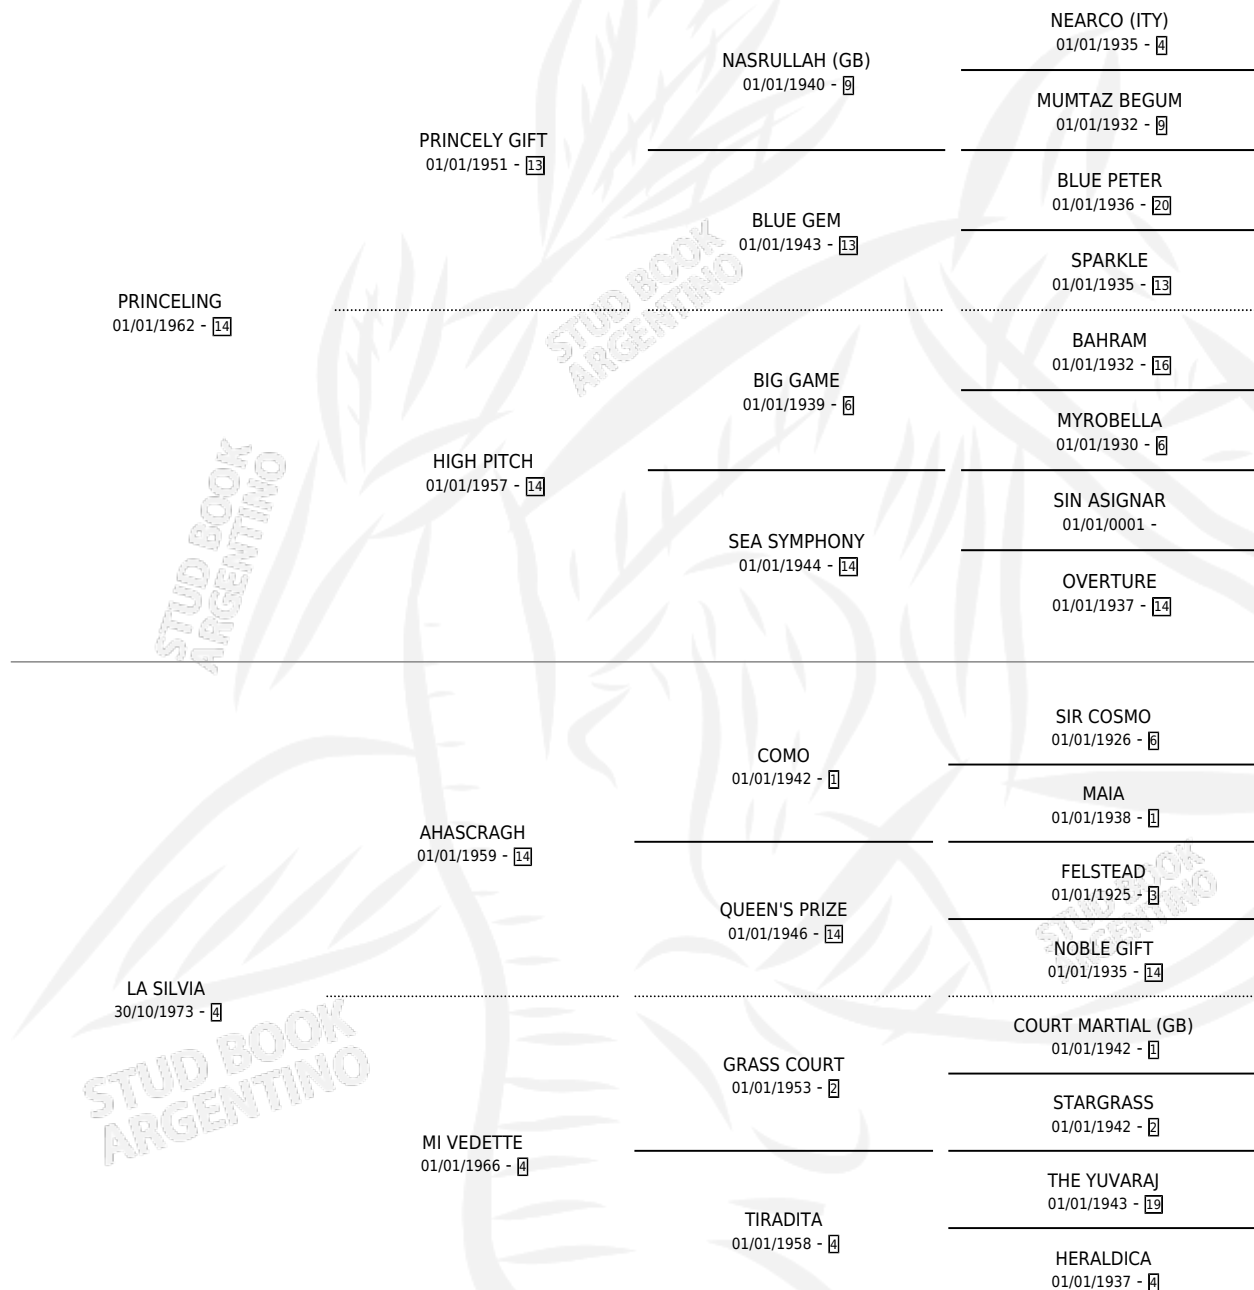 NEARCO (ITY)
01/01/1935 - 4
NASRULLAH (GB)
01/01/1940 - 9
MUMTAZ BEGUM
01/01/1932 - 9
PRINCELY GIFT
01/01/1951 - 13
BLUE PETER
01/01/1936 - 20
BLUE GEM
01/01/1943 - 13
SPARKLE
01/01/1935 - 13
PRINCELING
01/01/1962 - 14
STUD BOOK
ARGENTINO
BAHRAM
01/01/1932 - 16
BIG GAME
01/01/1939 - 6
MYROBELLA
01/01/1930 - 6
HIGH PITCH
01/01/1957 - 14
SIN ASIGNAR
01/01/0001 -
SEA SYMPHONY
01/01/1944 - 14
OVERTURE
01/01/1937 - 14
STUD BOOK
ARGENTINO
SIR COSMO
01/01/1926 - 6
COMO
01/01/1942 - 1
MAIA
01/01/1938 - 1
AHASCRAGH
01/01/1959 - 14
FELSTEAD
01/01/1925 - 3
QUEEN'S PRIZE
01/01/1946 - 14
NOBLE GIFT
01/01/1935 - 14
STUD BOOK
ARGENTINO
LA SILVIA
30/10/1973 - 4
STUD BOOK
ARGENTINO
COURT MARTIAL (GB)
01/01/1942 - 1
GRASS COURT
01/01/1953 - 2
STARGRASS
01/01/1942 - 2
MI VEDETTE
01/01/1966 - 4
THE YUVARAJ
01/01/1943 - 19
TIRADITA
01/01/1958 - 4
HERALDICA
01/01/1937 - 4